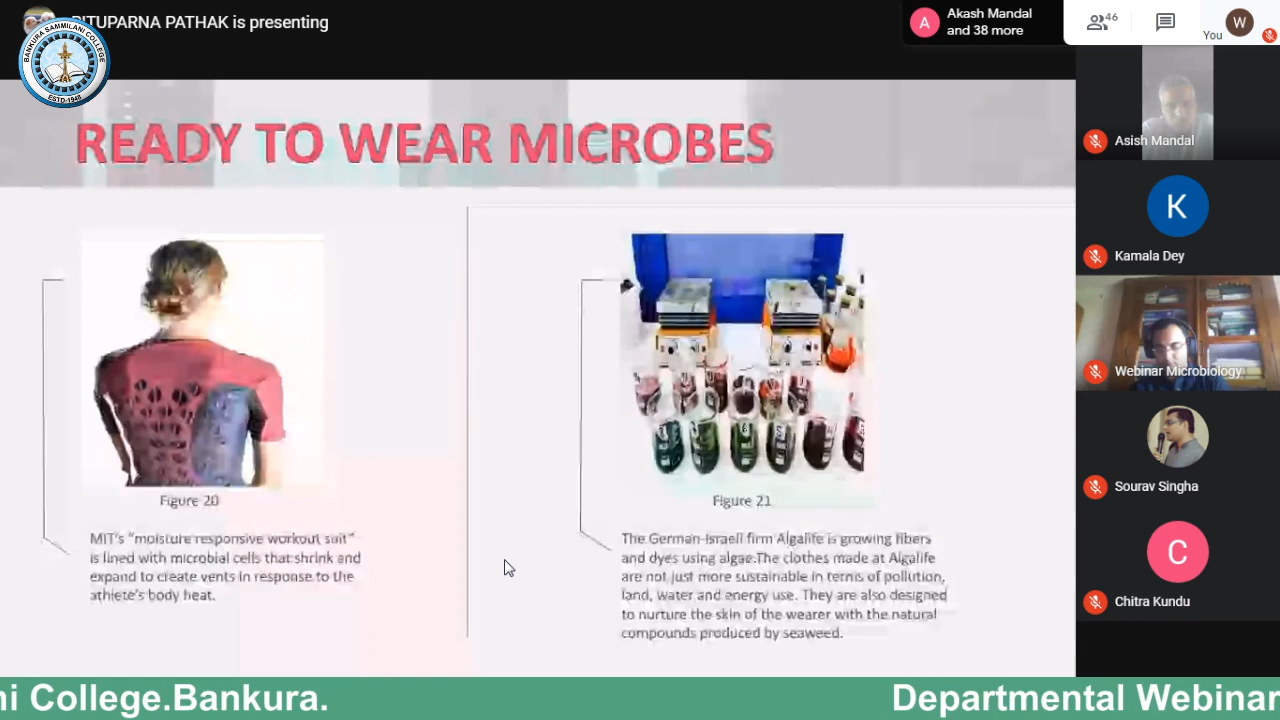 RITUPARNA PATHAK is presenting
BANKURA SAMMILANI COLLEGE
ESTD-1948
A
Akash Mandal
and 38 more
46
You
W
READY TO WEAR MICROBES
Figure 20
MIT's "moisture responsive workout suit"
is lined with microbial cells that shrink and
expand to create vents in response to the
athlete's body heat.
Figure 21
The German-Israeli firm Algalife is growing fibers
and dyes using algae.The clothes made at Algalife
are not just more sustainable in terms of pollution,
land, water and energy use. They are also designed
to nurture the skin of the wearer with the natural
compounds produced by seaweed.
Asish Mandal
K
Kamala Dey
Webinar Microbiology
Sourav Singha
C
Chitra Kundu
ni College.Bankura.
Departmental Webinar